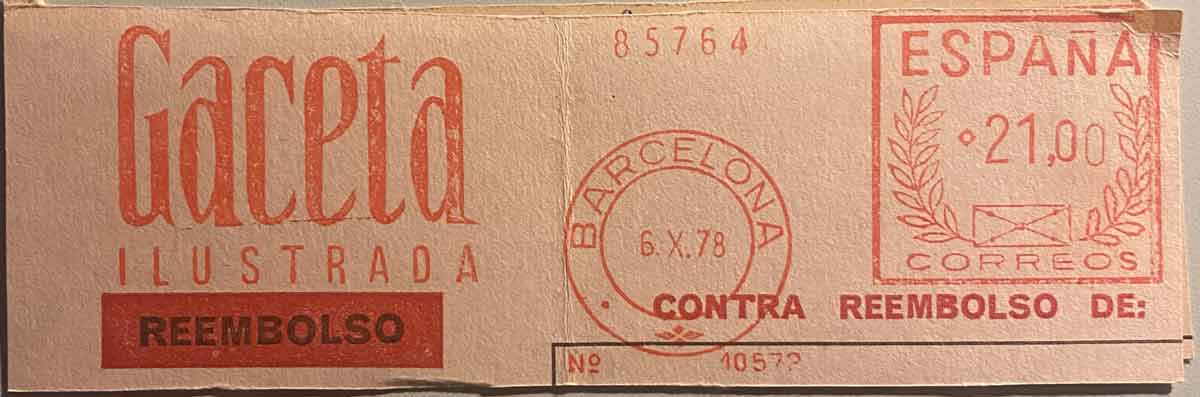 Gaceta
ILUSTRADA
REEMBOLSO
85764
BARCELONA
6.X.78
ESPAÑA
21,00
CORREOS
CONTRA REEMBOLSO DE:
Nº